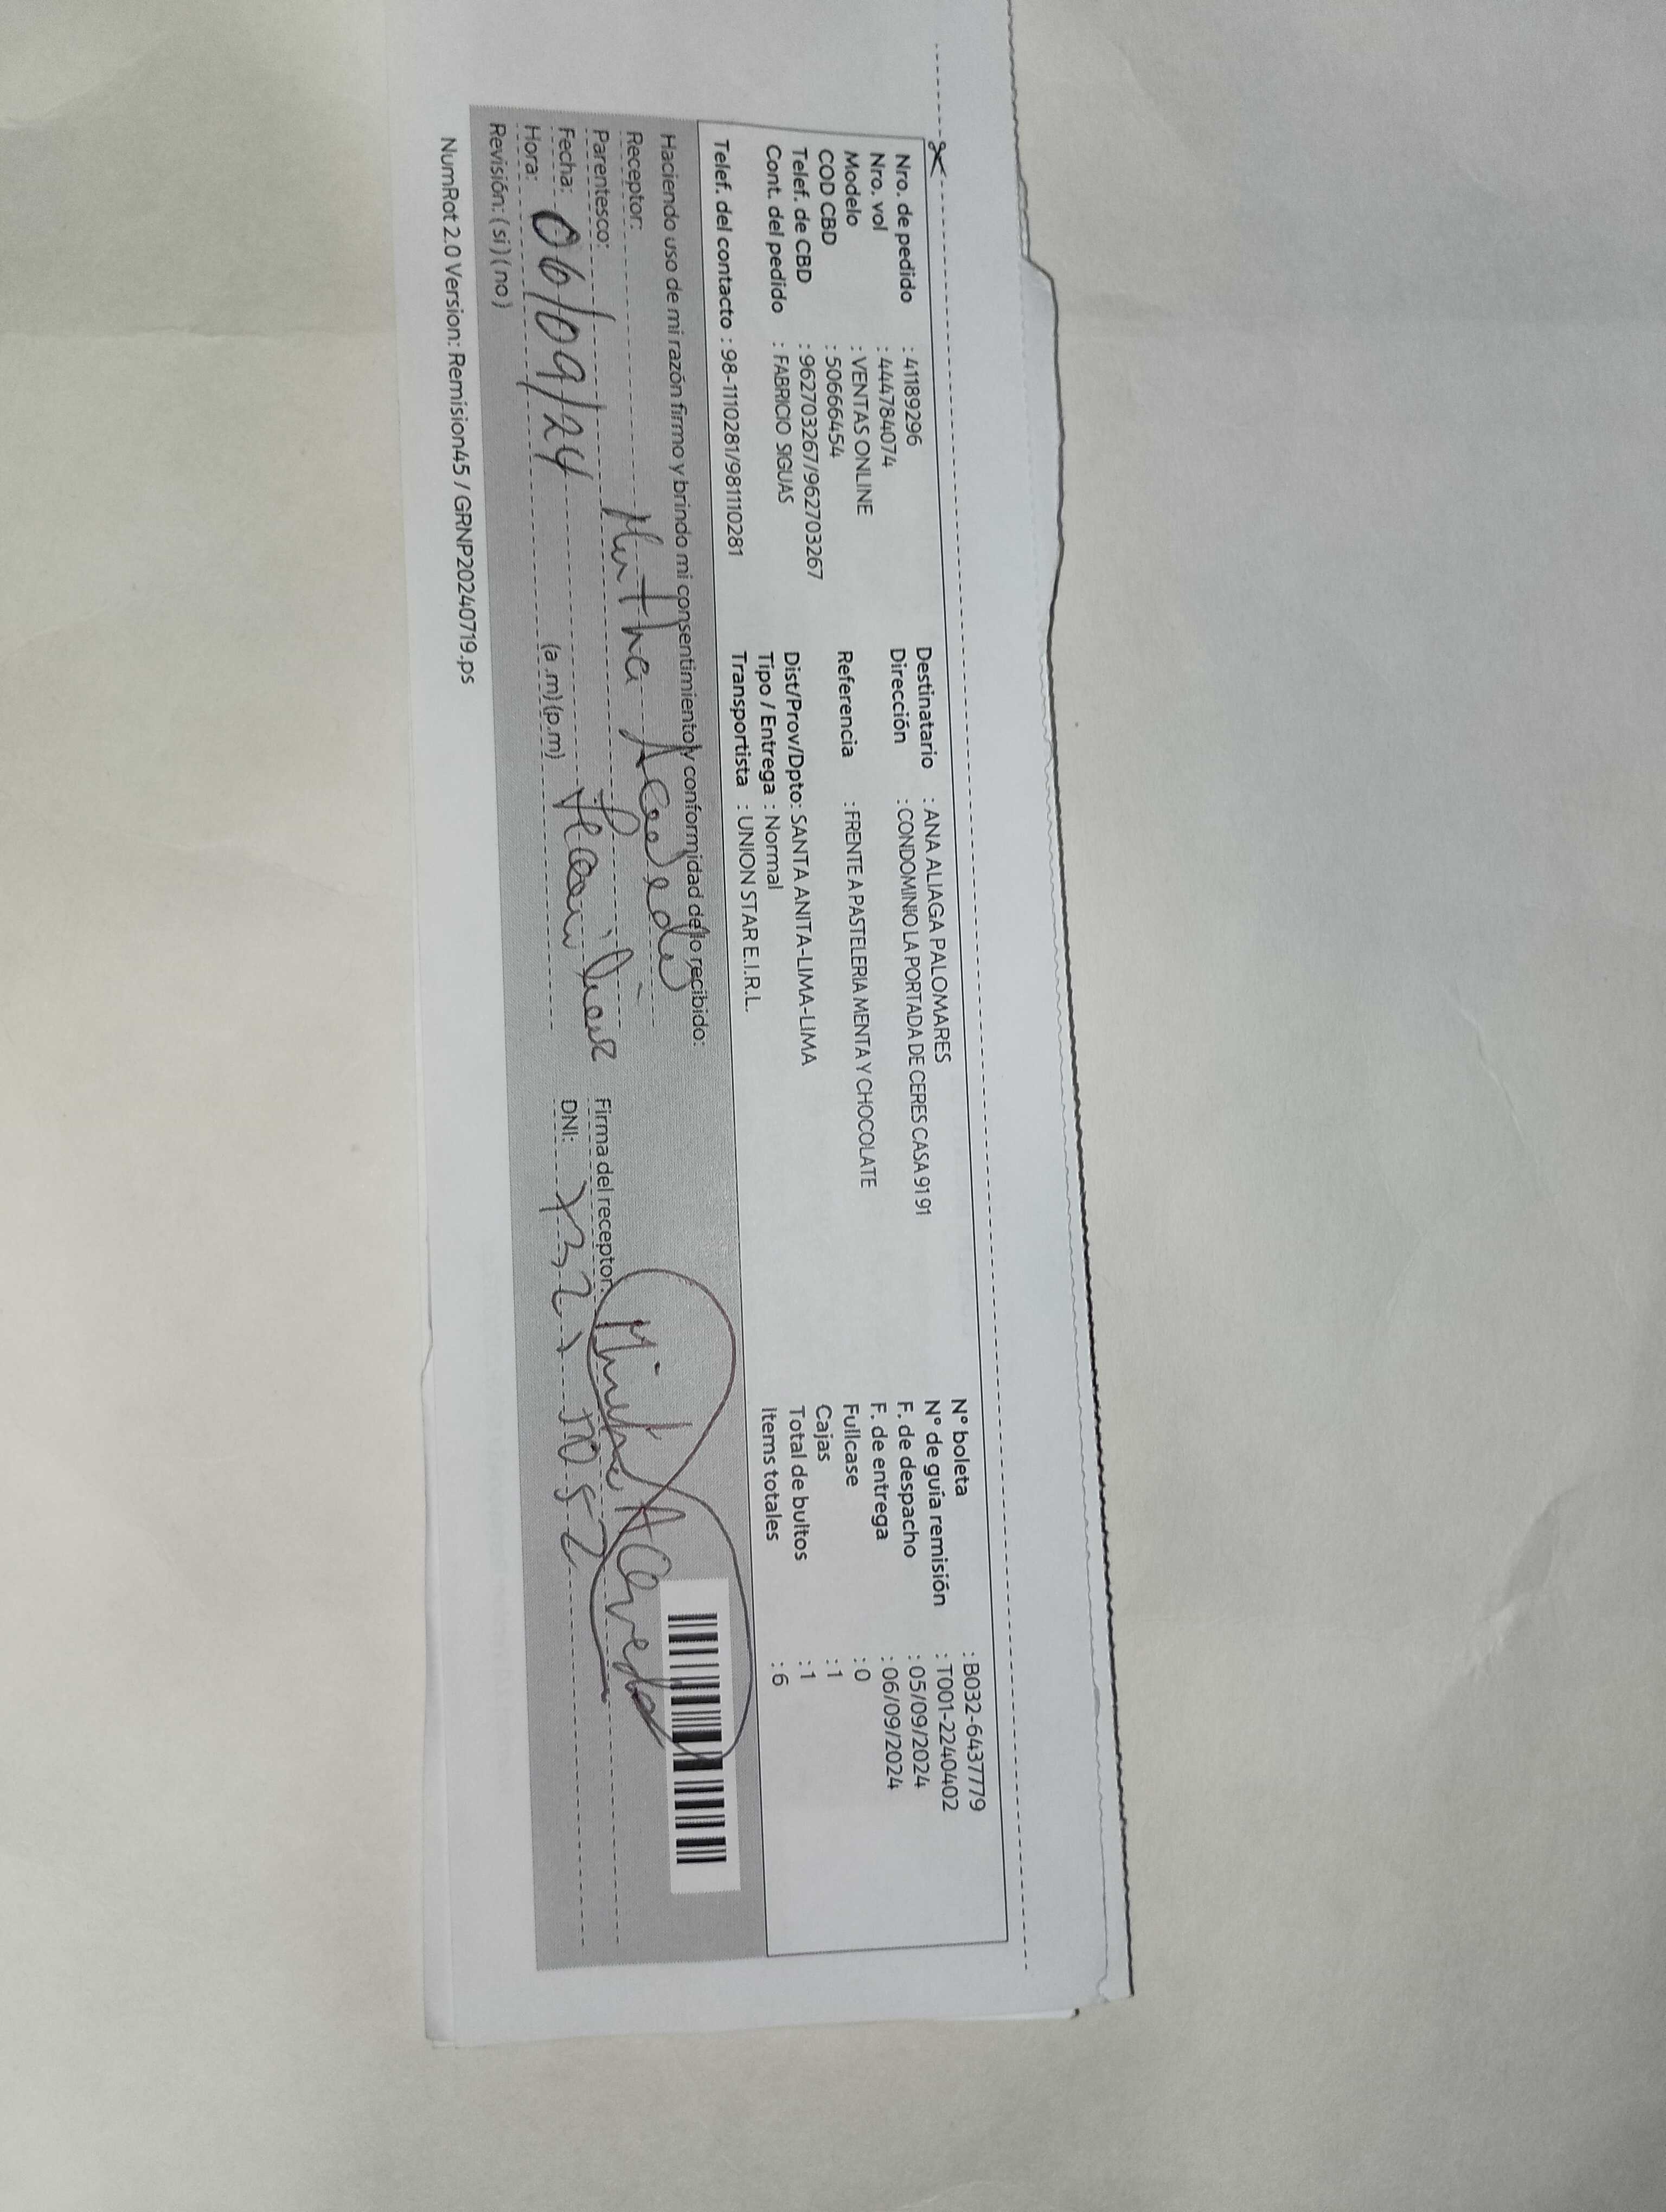 Nro. de pedido : 41189296
Nro. vol : 444784074
Modelo : VENTAS ONLINE
COD CBD : 50666454
Telef. de CBD : 962703267/962703267
Cont. del pedido : FABRICIO SIGUAS
Telef. del contacto : 98-1110281/981110281
Destinatario : ANA ALIAGA PALOMARES
Dirección : CONDOMINIO LA PORTADA DE CERES CASA 91 91
Referencia : FRENTE A PASTELERIA MENTA Y CHOCOLATE
Dist/Prov/Dpto: SANTA ANITA-LIMA-LIMA
Tipo / Entrega : Normal
Transportista : UNION STAR E.I.R.L.
N° boleta : B032-6437779
N° de guía remisión : T001-2240402
F. de despacho : 05/09/2024
F. de entrega : 06/09/2024
Fullcase : 0
Cajas : 1
Total de bultos : 1
Items totales : 6
Haciendo uso de mi razón firmo y brindo mi consentimiento y conformidad de lo recibido:
Receptor:
Parentesco:
Fecha: 06/09/24
Hora: (a .m) (p.m)
Revisión: ( si ) ( no )
Firma del receptor:
DNI:
NumRot 2.0 Version: Remision45 / GRNP20240719.ps